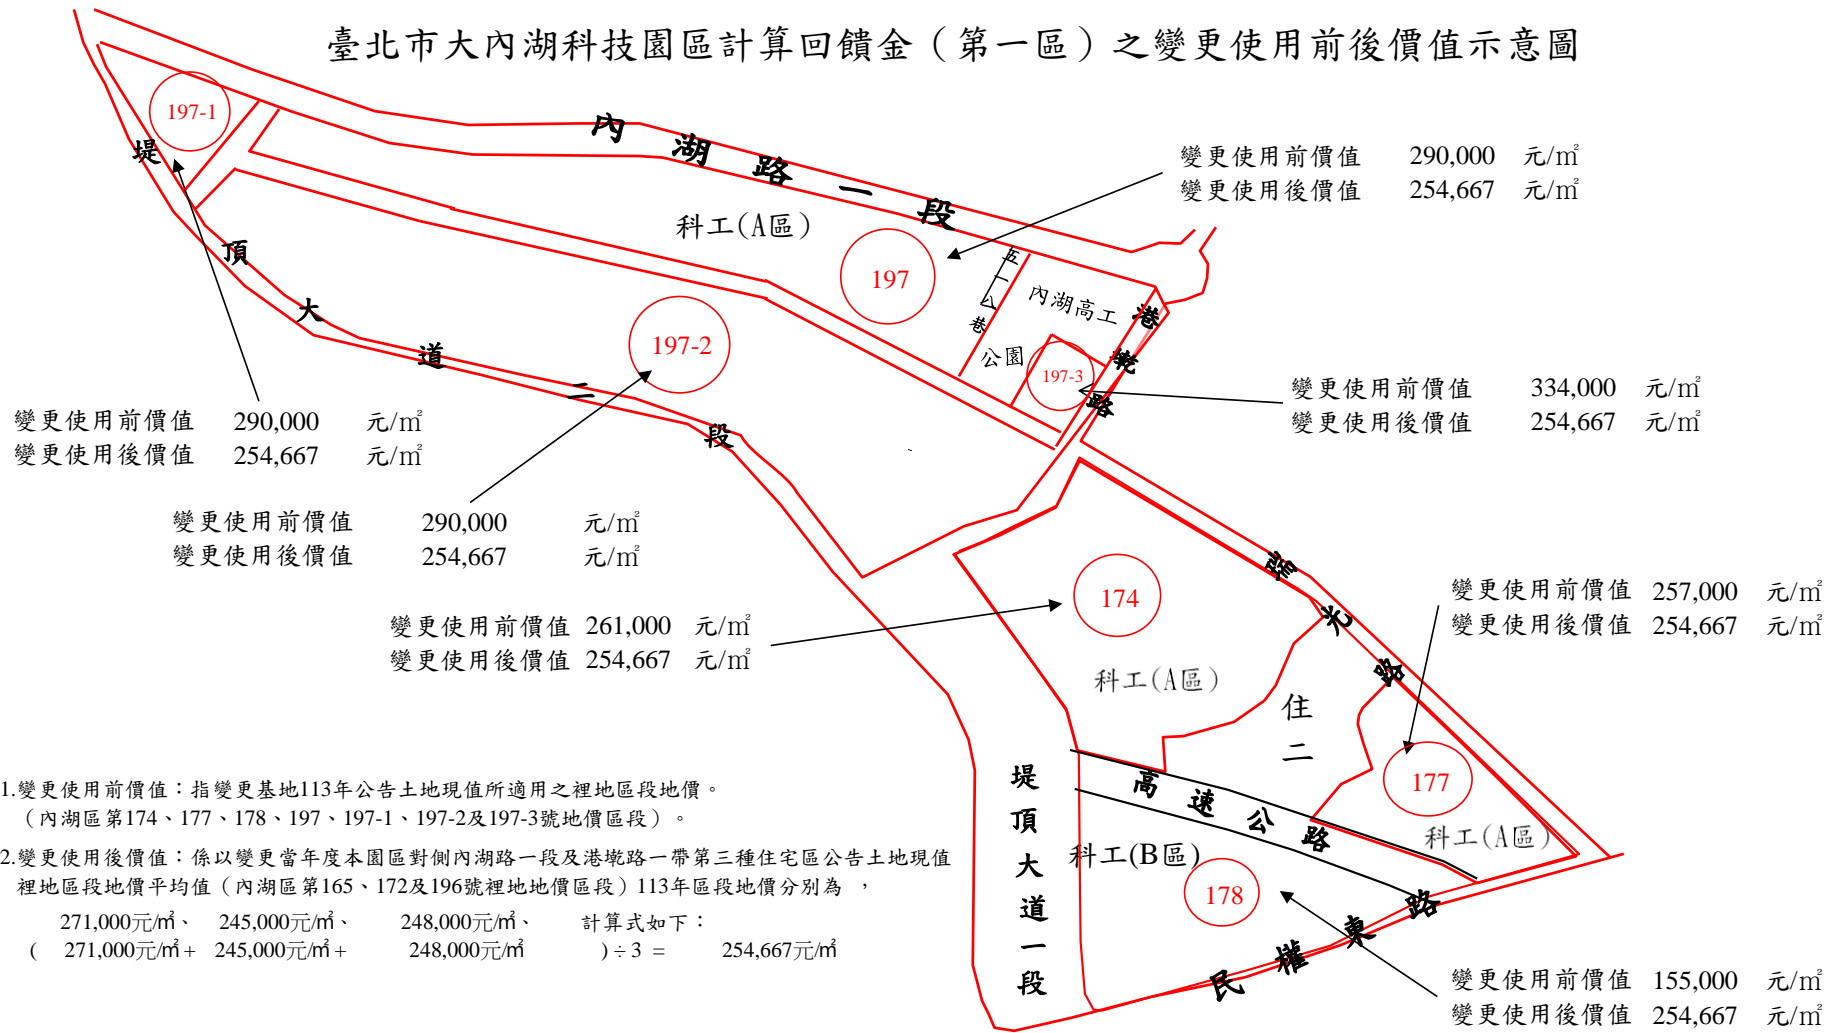 臺北市大內湖科技園區計算回饋金（第一區）之變更使用前後價值示意圖
197-1
內湖路一段
變更使用前價值 290,000 元/㎡
變更使用後價值 254,667 元/㎡
科工(A區)
197
五一公巷
內湖高工
公園
197-3
港墘路
變更使用前價值 334,000 元/㎡
變更使用後價值 254,667 元/㎡
堤頂大道二段
197-2
變更使用前價值 290,000 元/㎡
變更使用後價值 254,667 元/㎡
變更使用前價值 290,000 元/㎡
變更使用後價值 254,667 元/㎡
174
科工(A區)
變更使用前價值 261,000 元/㎡
變更使用後價值 254,667 元/㎡
瑞光路
住二
變更使用前價值 257,000 元/㎡
變更使用後價值 254,667 元/㎡
177
科工(A區)
高速公路
堤頂大道一段
科工(B區)
178
民權東路
變更使用前價值 155,000 元/㎡
變更使用後價值 254,667 元/㎡
1.變更使用前價值：指變更基地113年公告土地現值所適用之裡地區段地價。
（內湖區第174、177、178、197、197-1、197-2及197-3號地價區段）。
2.變更使用後價值：係以變更當年度本園區對側內湖路一段及港墘路一帶第三種住宅區公告土地現值
裡地區段地價平均值（內湖區第165、172及196號裡地地價區段）113年區段地價分別為，
271,000元/㎡、 245,000元/㎡、 248,000元/㎡、 計算式如下：
( 271,000元/㎡+ 245,000元/㎡+ 248,000元/㎡ )÷3 = 254,667元/㎡